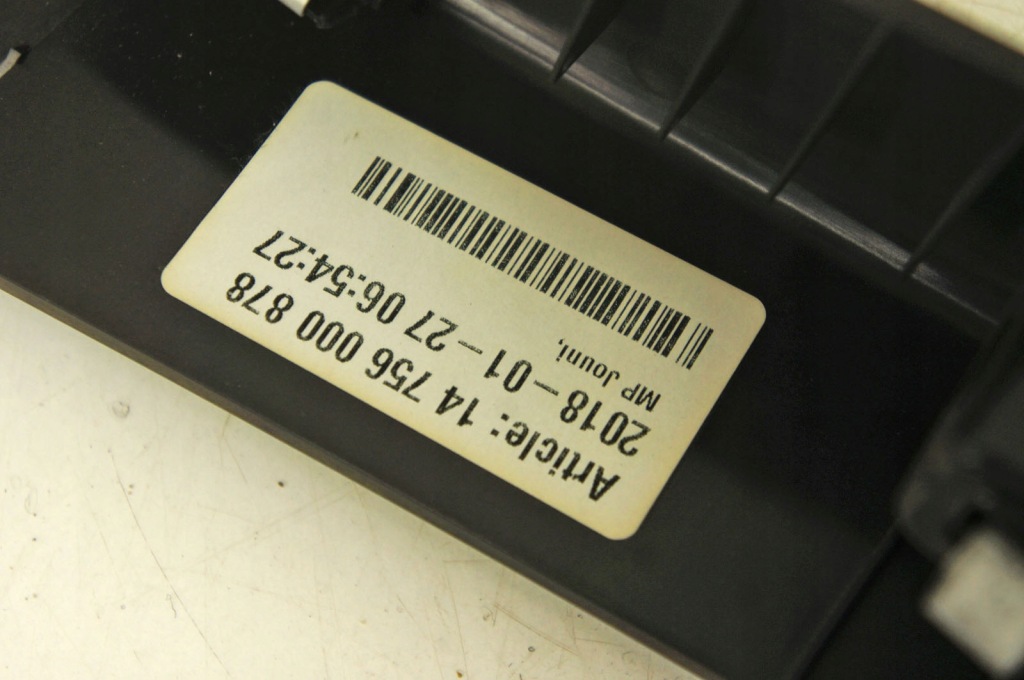 Article: 14 756 000 878
2018-01-27 06:54:27
MP Jouni,